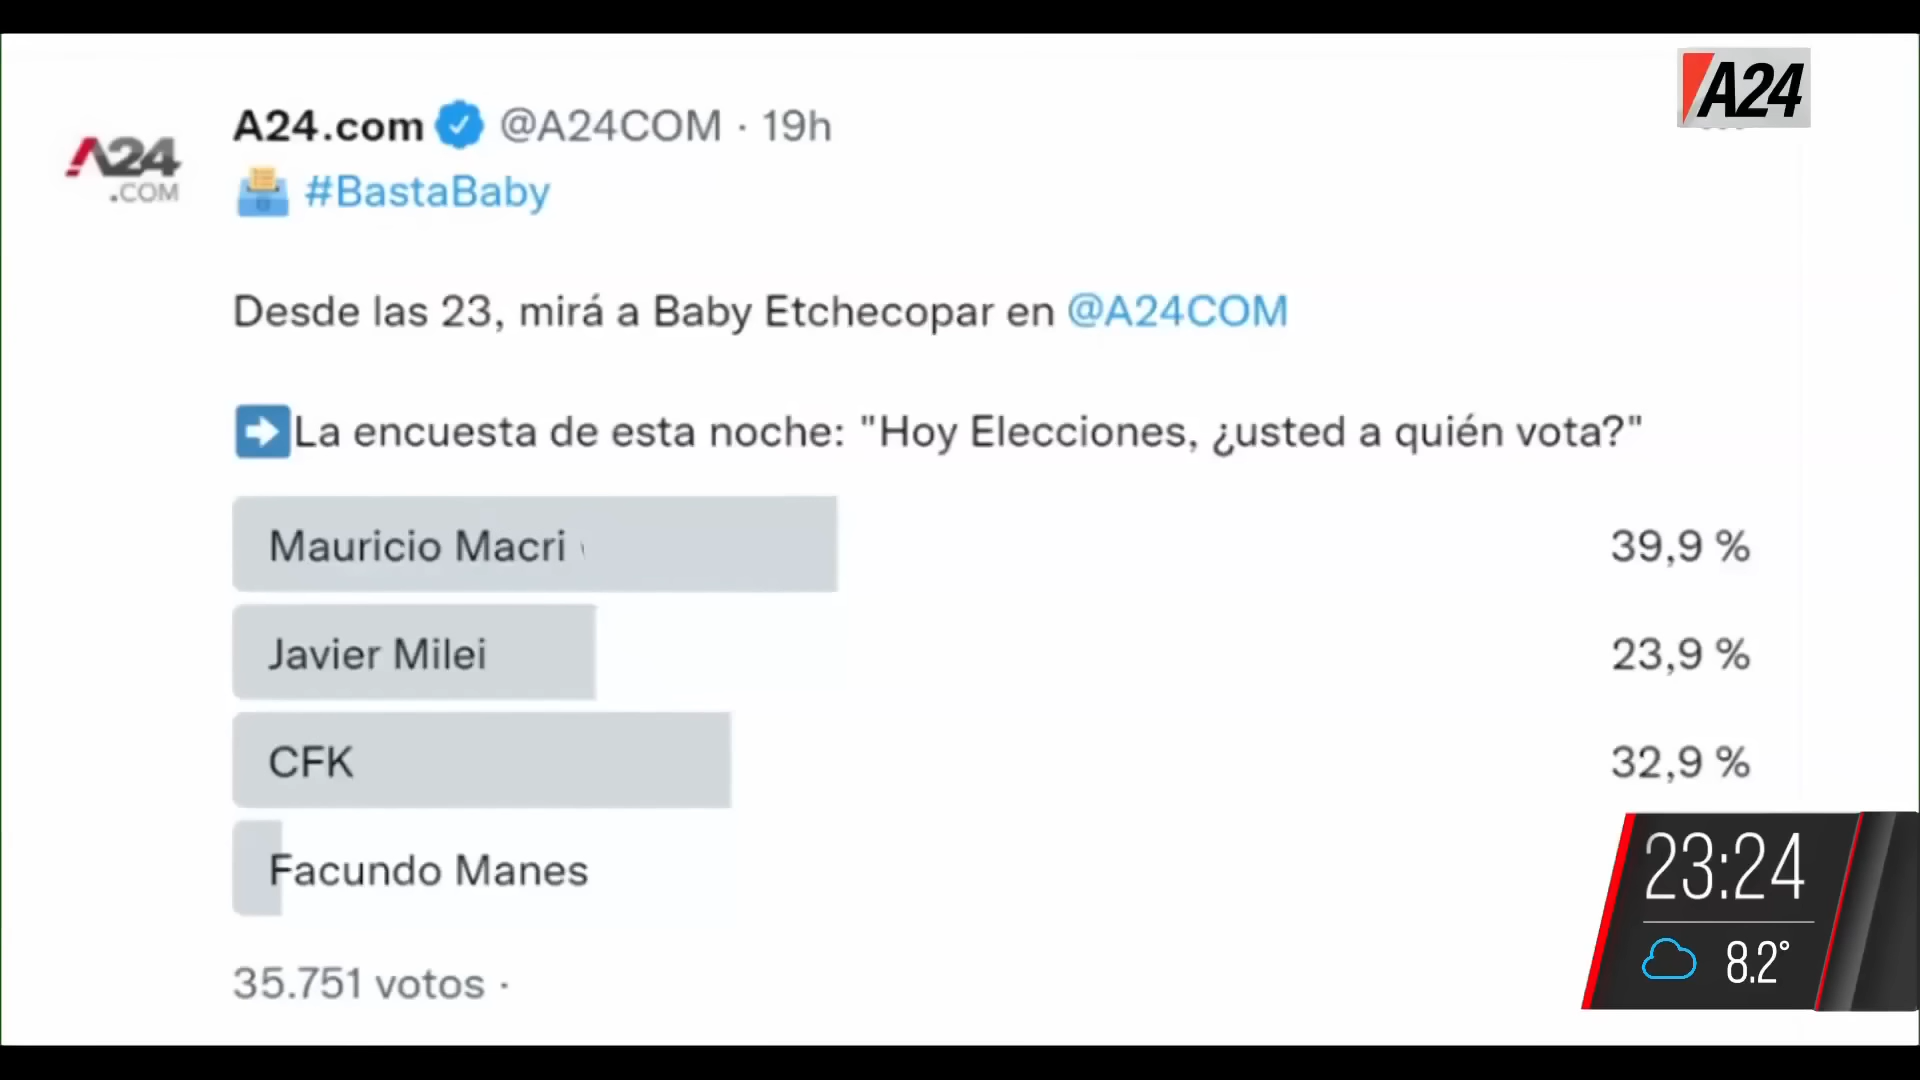 A24
A24.com @A24COM · 19h
A24
.COM
#BastaBaby
Desde las 23, mirá a Baby Etchecopar en @A24COM
La encuesta de esta noche: "Hoy Elecciones, ¿usted a quién vota?"
Mauricio Macri 39,9 %
Javier Milei 23,9 %
CFK 32,9 %
Facundo Manes
35.751 votos ·
23:24
8.2°